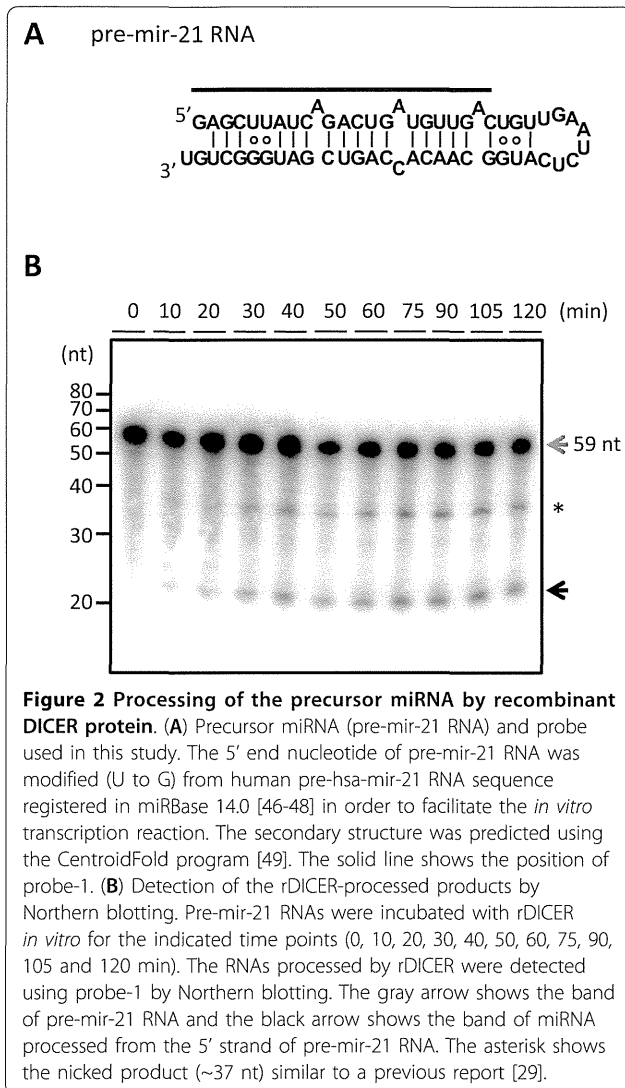 A pre-mir-21 RNA
5′ GAGCUUAUCAGACUGAUGUUGACUGUUGAA
3′ UGUCGGGUAGCUGACCACAACGGUACUCU
B
0 10 20 30 40 50 60 75 90 105 120 (min)
(nt)
80
70
60
50
40
30
20
59 nt
*
Figure 2 Processing of the precursor miRNA by recombinant
DICER protein. (A) Precursor miRNA (pre-mir-21 RNA) and probe
used in this study. The 5′ end nucleotide of pre-mir-21 RNA was
modified (U to G) from human pre-hsa-mir-21 RNA sequence
registered in miRBase 14.0 [46-48] in order to facilitate the in vitro
transcription reaction. The secondary structure was predicted using
the CentroidFold program [49]. The solid line shows the position of
probe-1. (B) Detection of the rDICER-processed products by
Northern blotting. Pre-mir-21 RNAs were incubated with rDICER
in vitro for the indicated time points (0, 10, 20, 30, 40, 50, 60, 75, 90,
105 and 120 min). The RNAs processed by rDICER were detected
using probe-1 by Northern blotting. The gray arrow shows the band
of pre-mir-21 RNA and the black arrow shows the band of miRNA
processed from the 5′ strand of pre-mir-21 RNA. The asterisk shows
the nicked product (~37 nt) similar to a previous report [29].